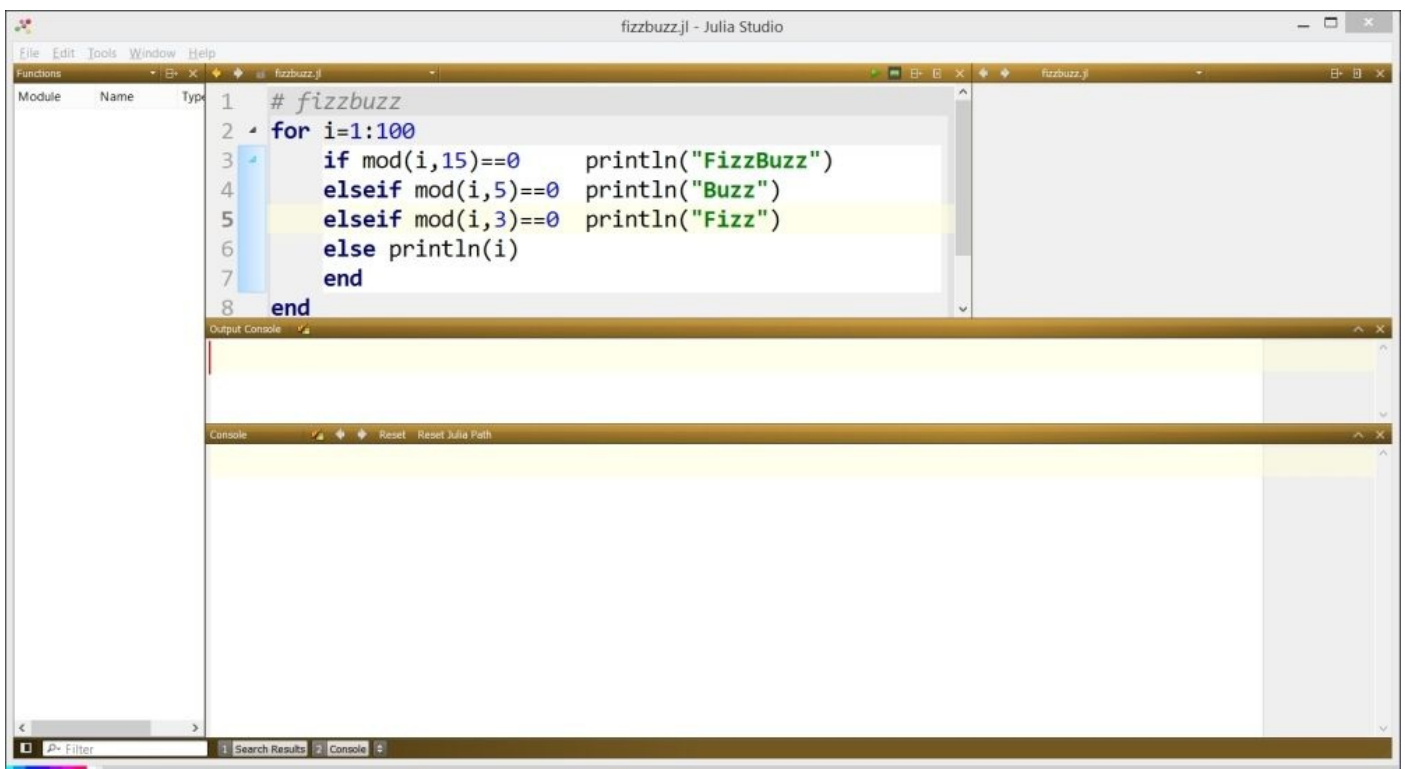 fizzbuzz.jl - Julia Studio
File Edit Tools Window Help
Functions
fizzbuzz.jl
fizzbuzz.jl
Module Name Type
1 # fizzbuzz
2 for i=1:100
3 if mod(i,15)==0 println("FizzBuzz")
4 elseif mod(i,5)==0 println("Buzz")
5 elseif mod(i,3)==0 println("Fizz")
6 else println(i)
7 end
8 end
Output Console
Console Reset Reset Julia Path
Filter 1 Search Results 2 Console